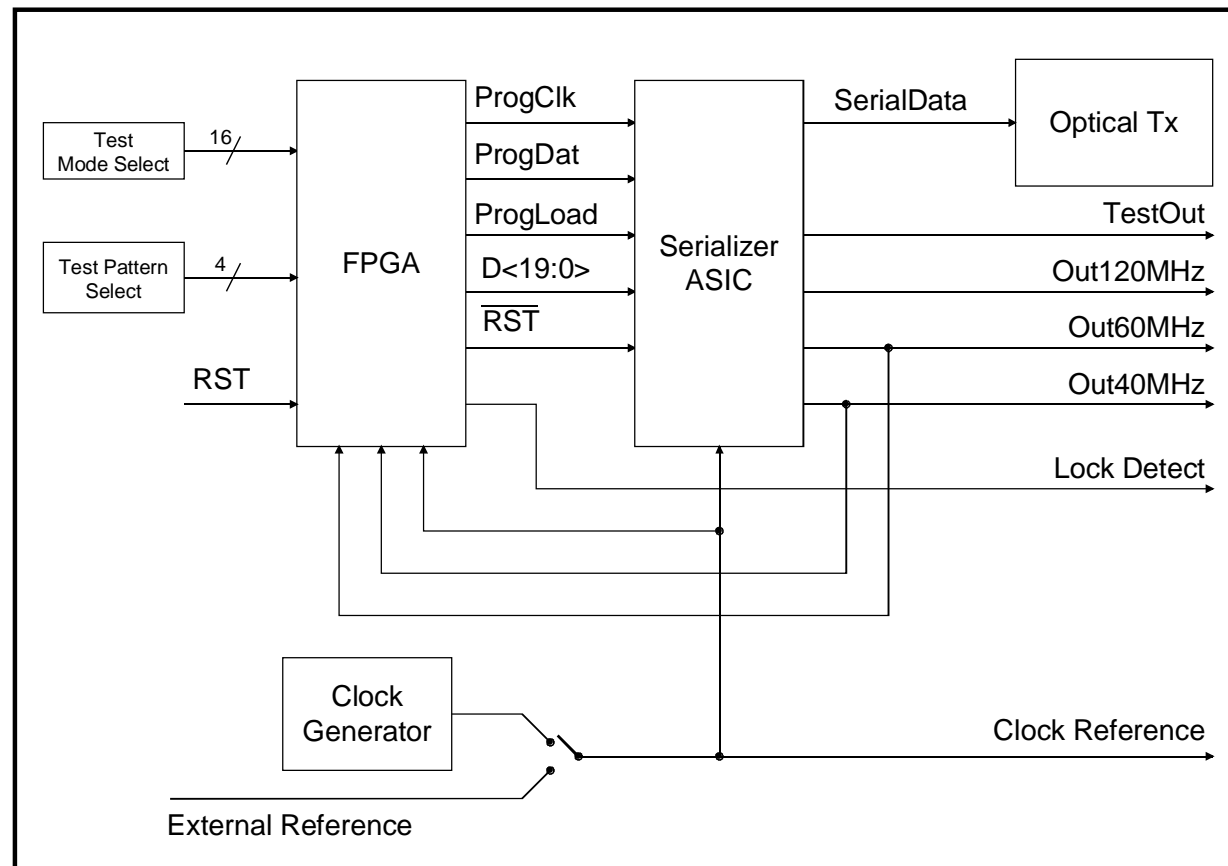 ProgClk
SerialData
Optical Tx
16
Test
Mode Select
ProgDat
ProgLoad
TestOut
FPGA
Serializer
ASIC
4
Test Pattern
Select
D<19:0>
Out120MHz
RST
Out60MHz
RST
Out40MHz
Lock Detect
Clock
Generator
Clock Reference
External Reference